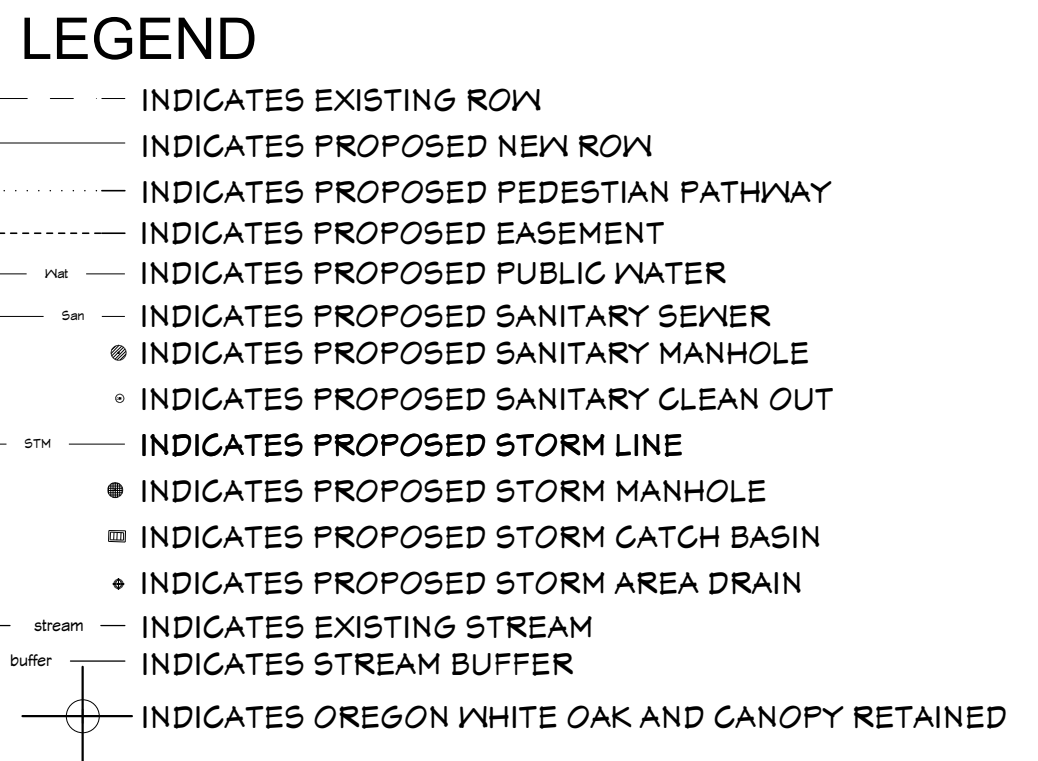 LEGEND
INDICATES EXISTING ROW
INDICATES PROPOSED NEW ROW
INDICATES PROPOSED PEDESTIAN PATHWAY
INDICATES PROPOSED EASEMENT
Wat INDICATES PROPOSED PUBLIC WATER
San INDICATES PROPOSED SANITARY SEWER
INDICATES PROPOSED SANITARY MANHOLE
INDICATES PROPOSED SANITARY CLEAN OUT
STM INDICATES PROPOSED STORM LINE
INDICATES PROPOSED STORM MANHOLE
INDICATES PROPOSED STORM CATCH BASIN
INDICATES PROPOSED STORM AREA DRAIN
stream INDICATES EXISTING STREAM
buffer INDICATES STREAM BUFFER
INDICATES OREGON WHITE OAK AND CANOPY RETAINED